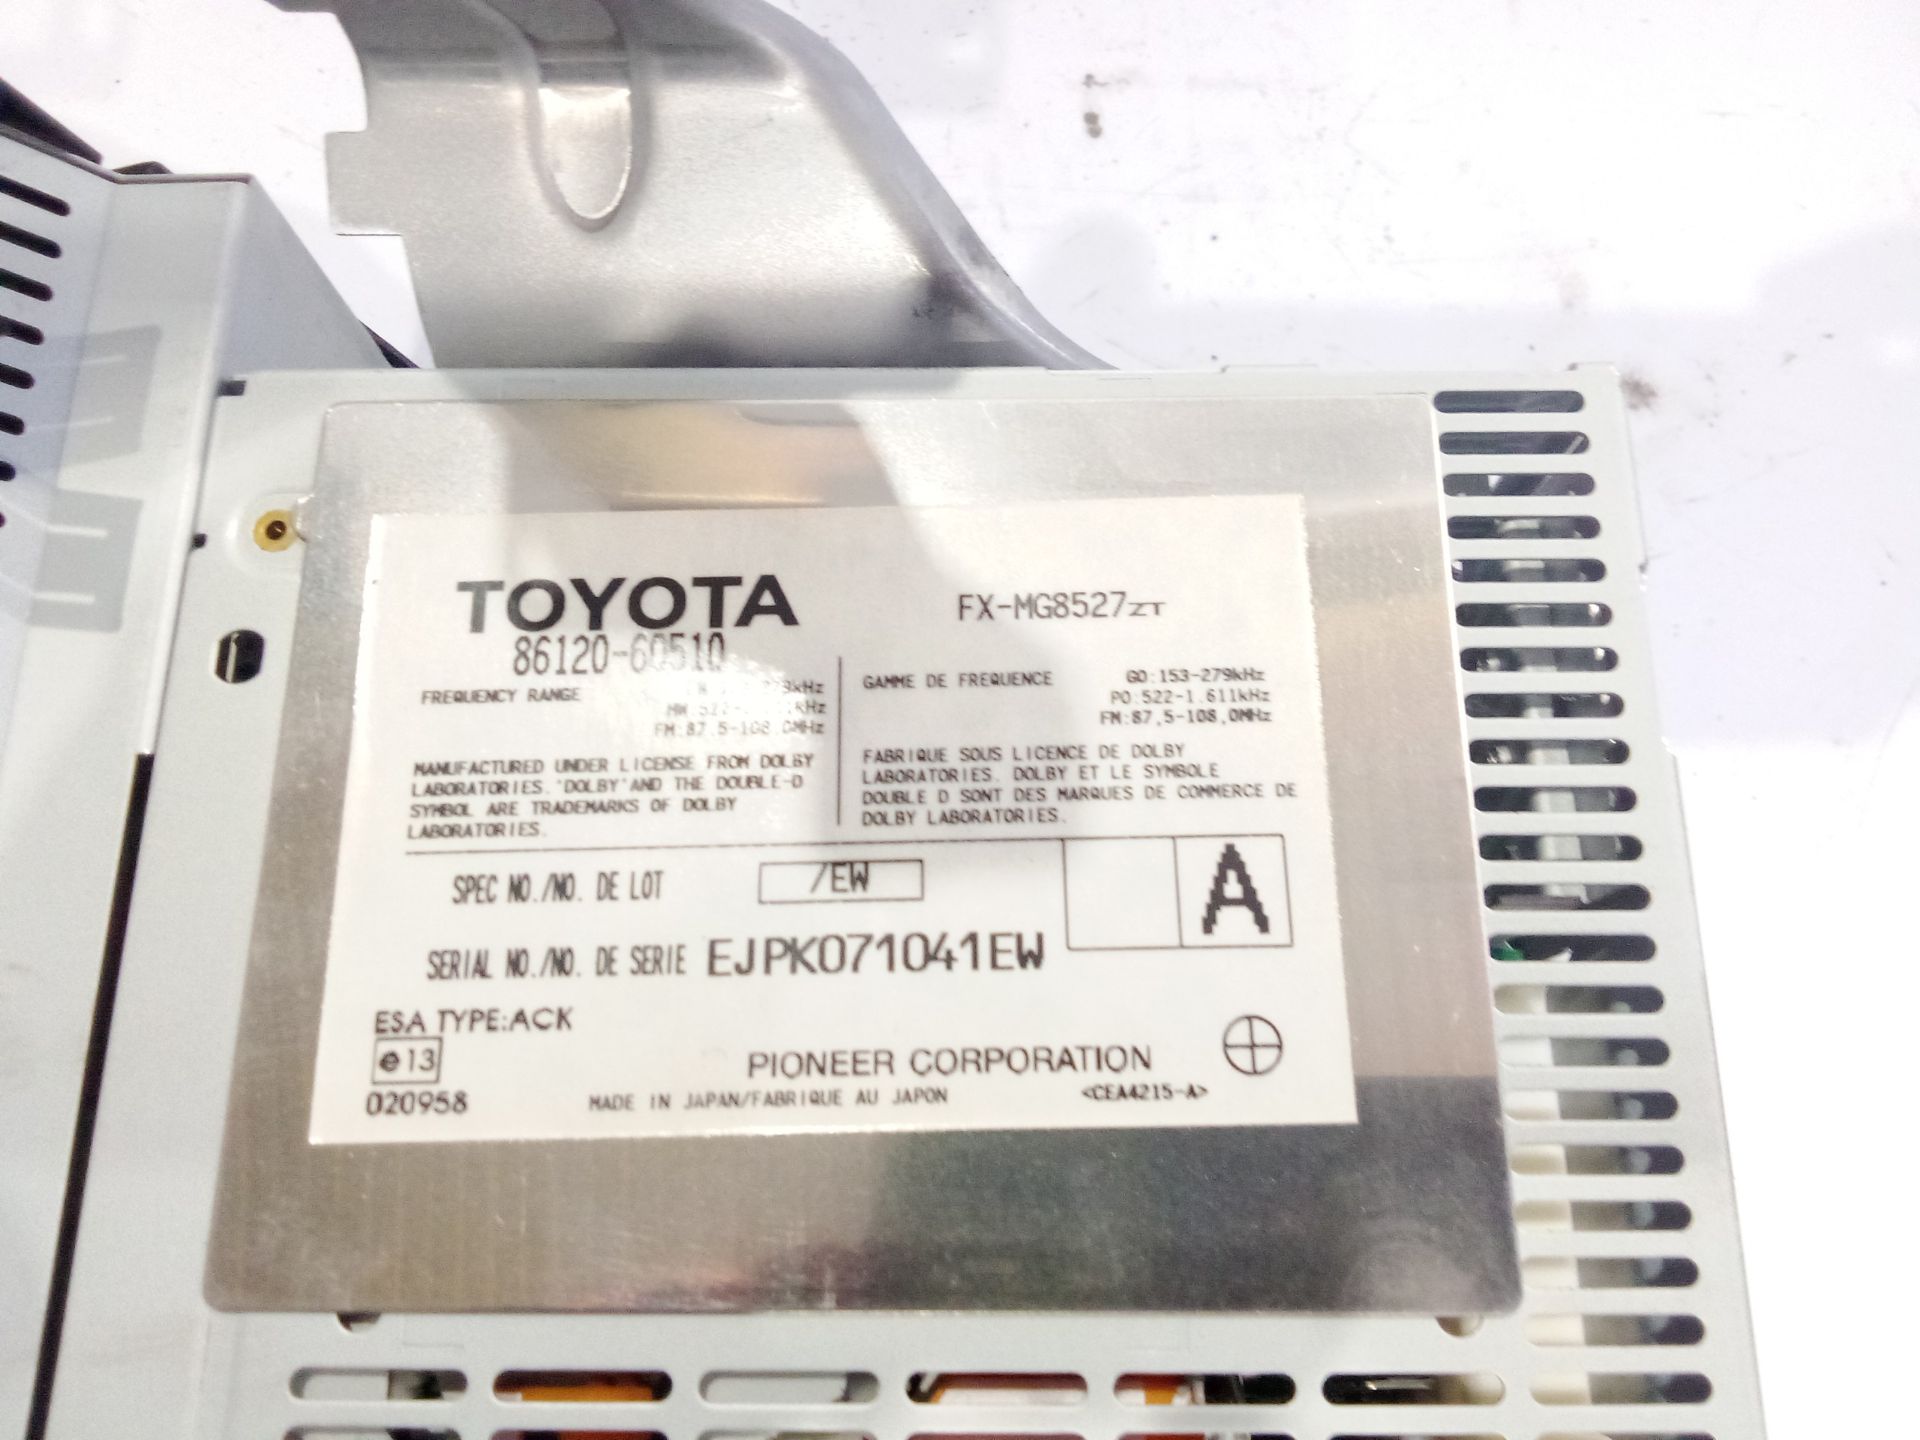 TOYOTA
86120-60510
FX-MG8527ZT
FREQUENCY RANGE
FM:87,5-108,0MHz
MANUFACTURED UNDER LICENSE FROM DOLBY
LABORATORIES. "DOLBY" AND THE DOUBLE-D
SYMBOL ARE TRADEMARKS OF DOLBY
LABORATORIES.
GAMME DE FREQUENCE GO:153-279kHz
PO:522-1.611kHz
FM:87,5-108,0MHz
FABRIQUE SOUS LICENCE DE DOLBY
LABORATORIES. DOLBY ET LE SYMBOLE
DOUBLE D SONT DES MARQUES DE COMMERCE DE
DOLBY LABORATORIES.
SPEC NO./NO. DE LOT /EW
A
SERIAL NO./NO. DE SERIE EJPK071041EW
ESA TYPE:ACK
e13
020958
PIONEER CORPORATION
MADE IN JAPAN/FABRIQUE AU JAPON <CEA4215-A>